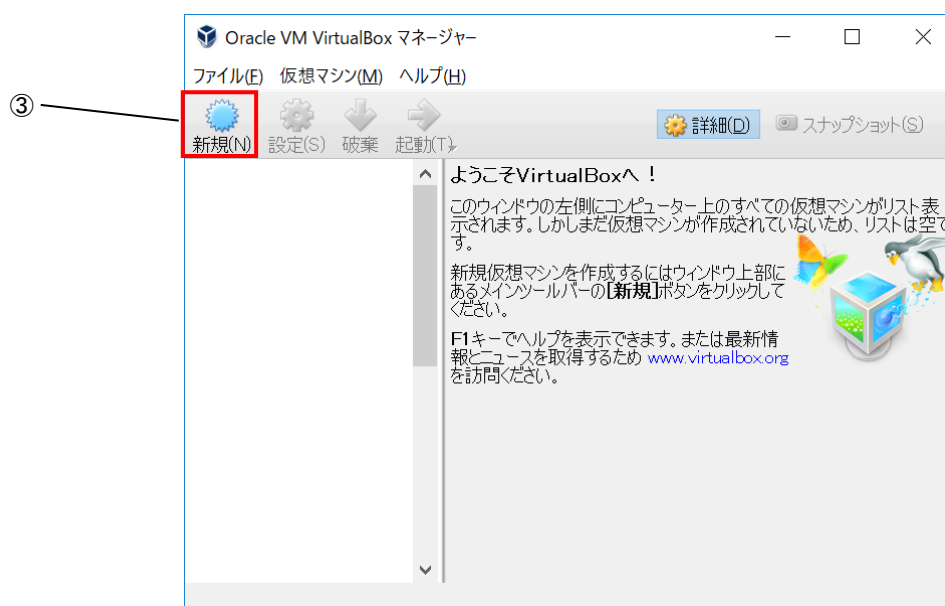 Oracle VM VirtualBox マネージャー
ファイル(F) 仮想マシン(M) ヘルプ(H)
③
新規(N) 設定(S) 破棄 起動(T) 詳細(D) スナップショット(S)
ようこそVirtualBoxへ！
このウィンドウの左側にコンピューター上のすべての仮想マシンがリスト表
示されます。しかしまだ仮想マシンが作成されていないため、リストは空で
す。
新規仮想マシンを作成するにはウィンドウ上部に
あるメインツールバーの[新規]ボタンをクリックして
ください。
F1キーでヘルプを表示できます。または最新情
報とニュースを取得するため www.virtualbox.org
を訪問ください。